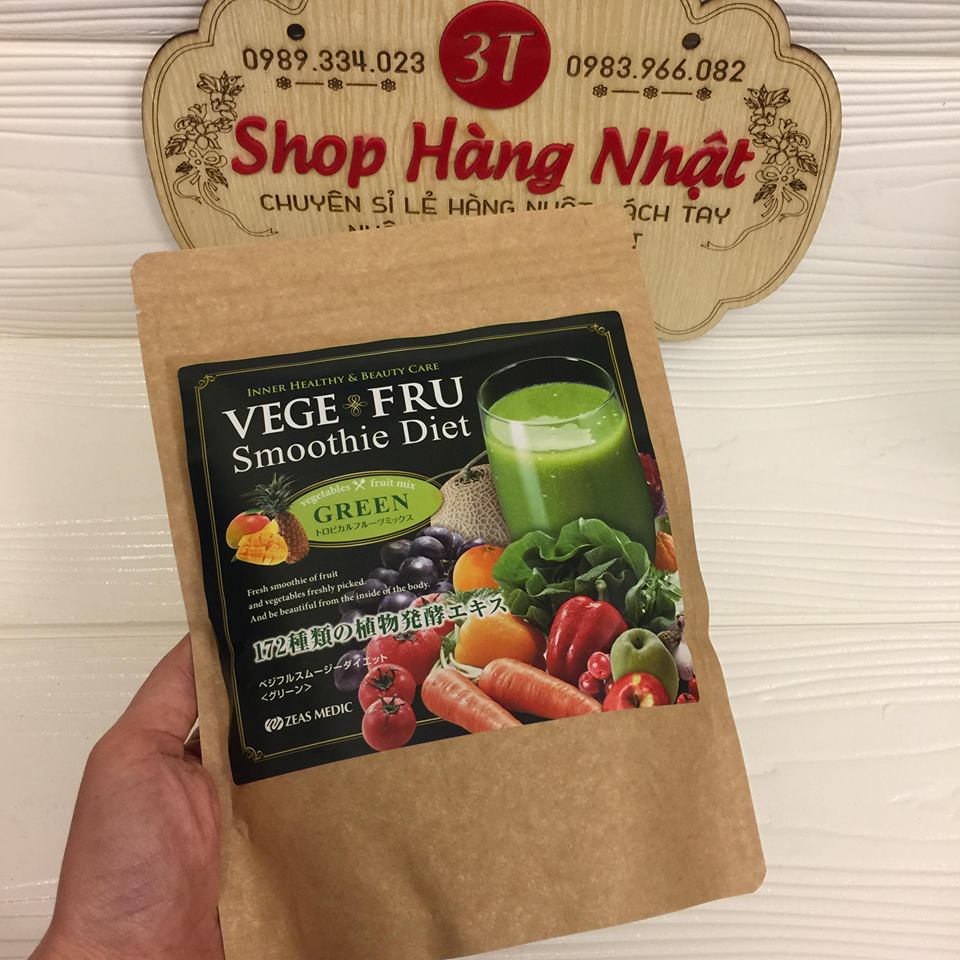 0989.334.023 3T 0983.966.082
Shop Hàng Nhật
CHUYÊN SỈ LẺ HÀNG NHẬT XÁCH TAY
INNER HEALTHY & BEAUTY CARE
VEGE FRU
Smoothie Diet
vegetables fruit mix
GREEN
トロピカルフルーツミックス
Fresh smoothie of fruit
and vegetables freshly picked.
And be beautiful from the inside of the body.
172種類の植物発酵エキス
ベジフルスムージーダイエット
<グリーン>
ZEAS MEDIC